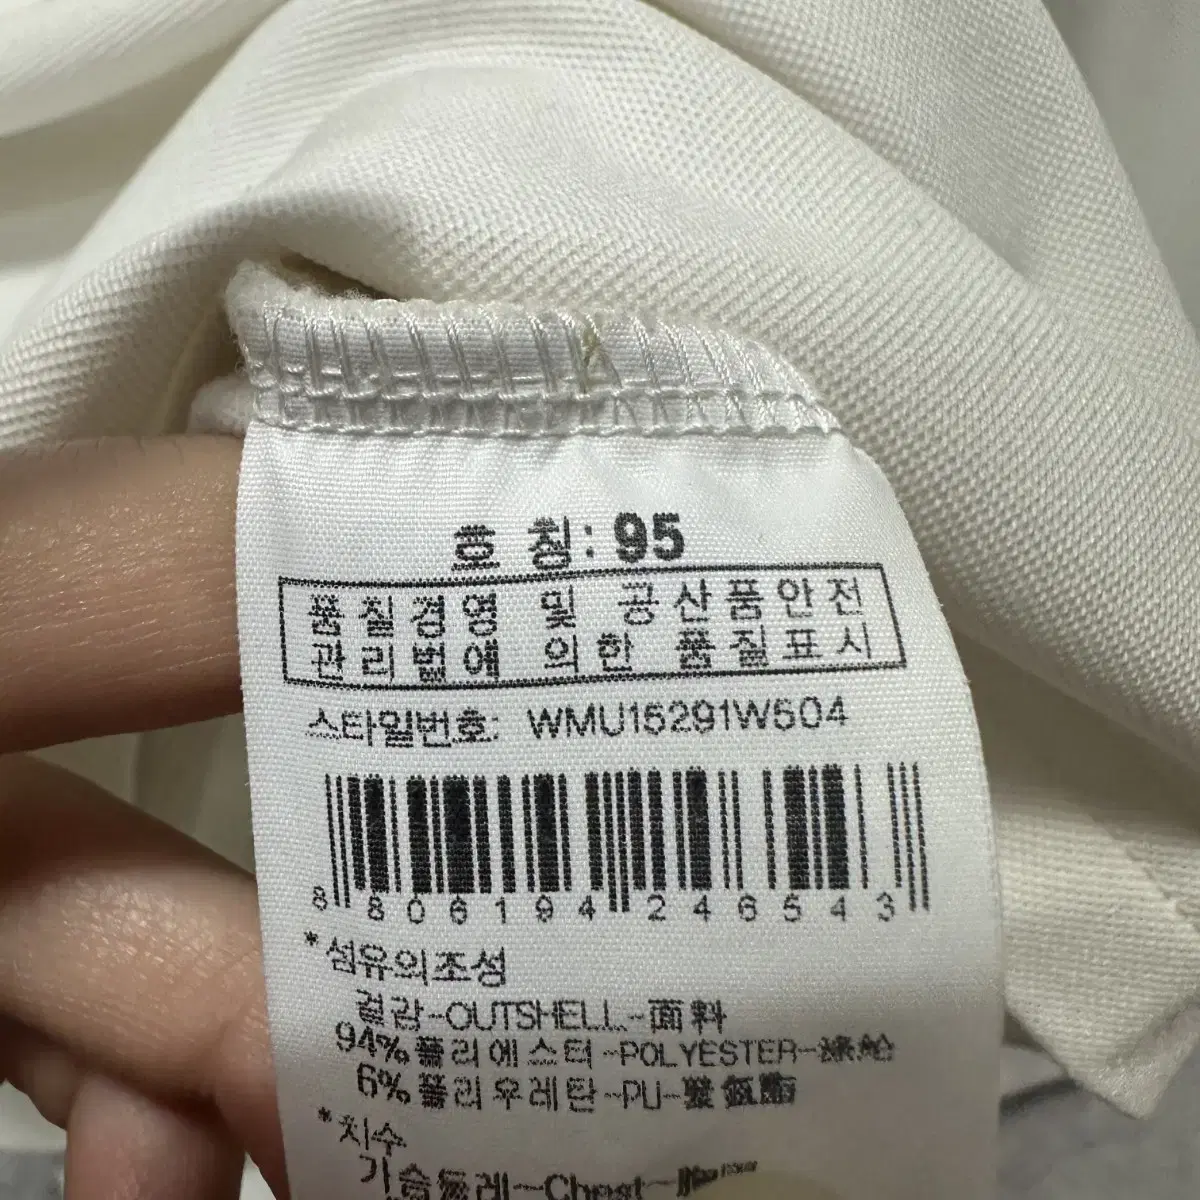 호 칭: 95
품질경영 및 공산품안전
관리법에 의한 품질표시
스타일번호: WMU15291W504
8 806194 246543
*섬유의조성
겉감-OUTSHELL-面料
94%폴리에스터-POLYESTER-涤纶
6%폴리우레탄-PU-聚氨酯
*치수
가슴둘레-Chest-